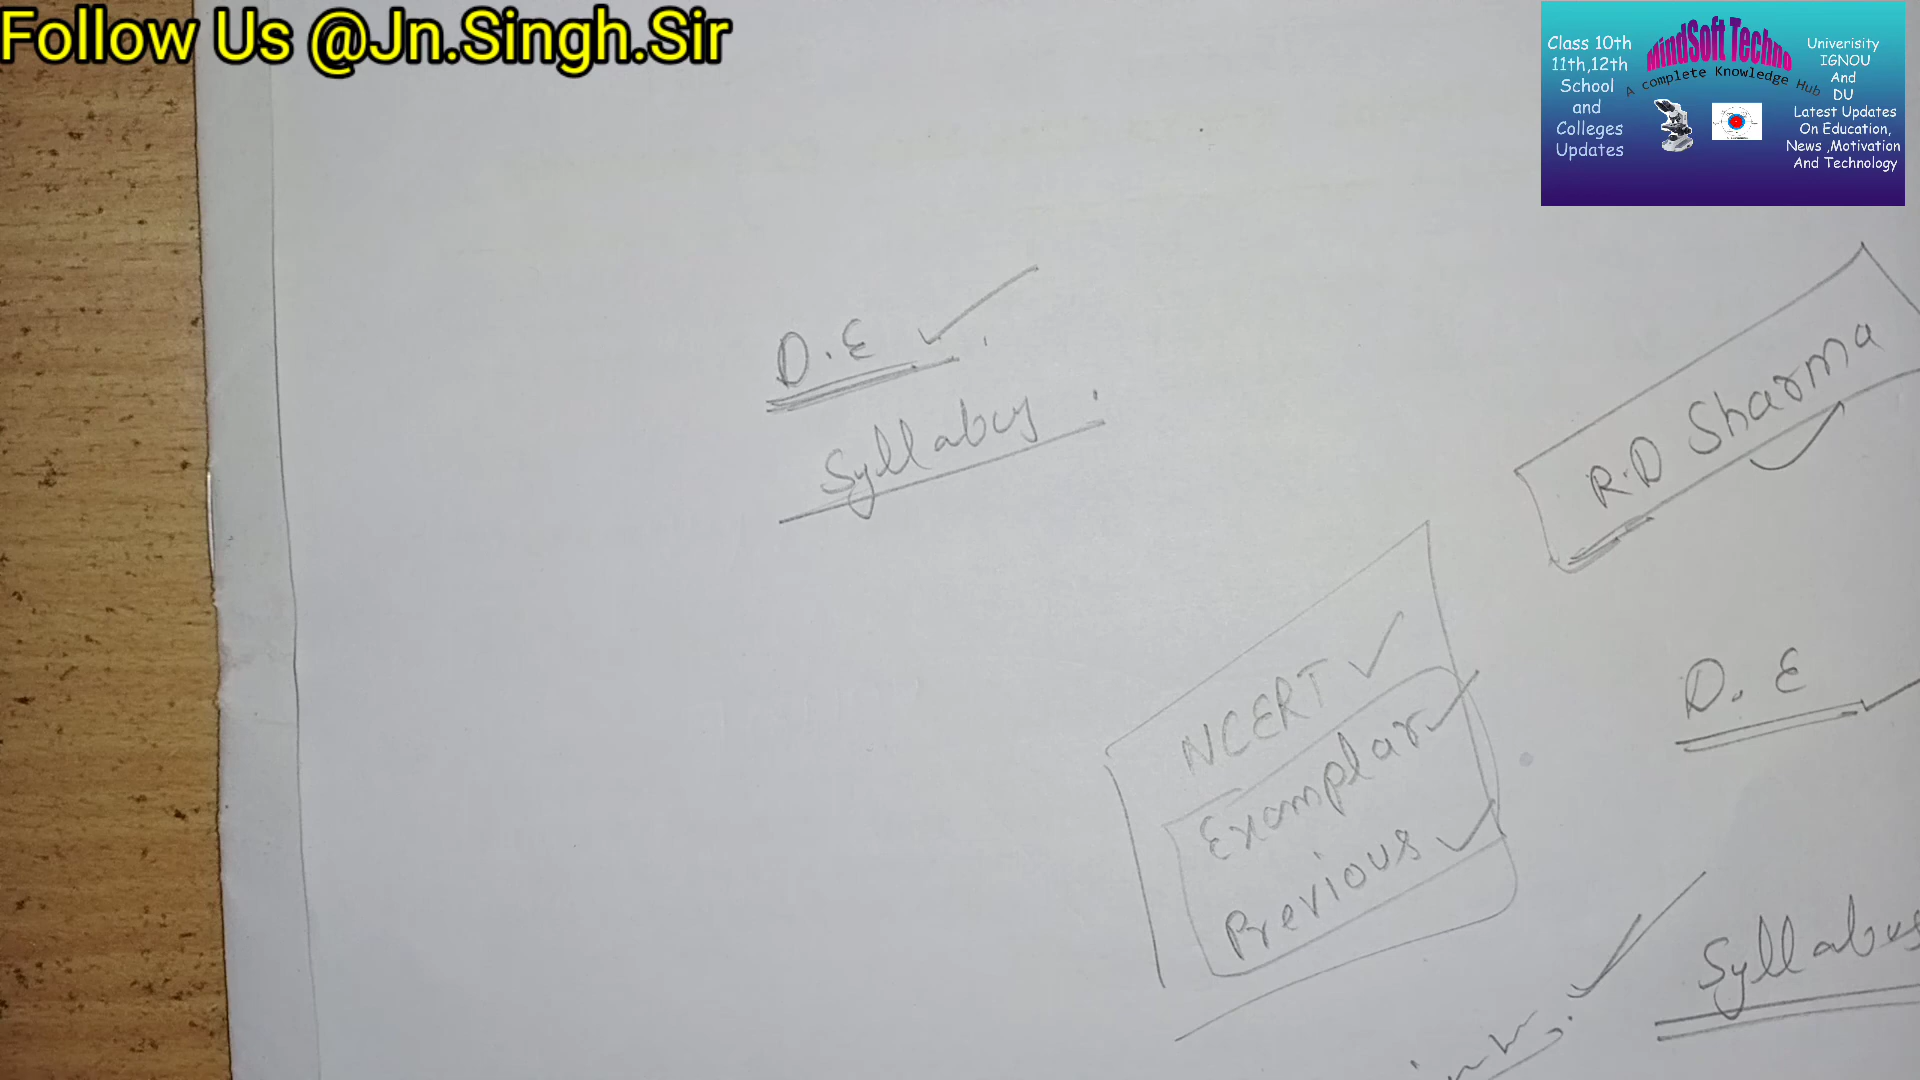 Follow Us @Jn.Singh.Sir
Class 10th
11th,12th
School
and
Colleges
Updates
MindSoft Techno
A complete Knowledge Hub
Univerisity
IGNOU
And
DU
Latest Updates
On Education,
News ,Motivation
And Technology
D.E
Syllabus
R.D Sharma
NCERT
Examplar
Previous
D.E
Syllabus